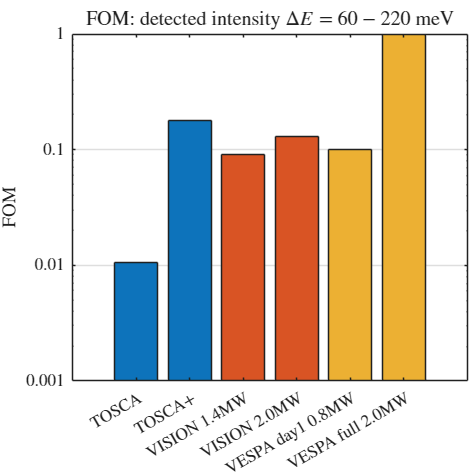 FOM: detected intensity ΔE = 60 − 220 meV
1
0.1
0.01
0.001
FOM
TOSCA
TOSCA+
VISION 1.4MW
VISION 2.0MW
VESPA day1 0.8MW
VESPA full 2.0MW